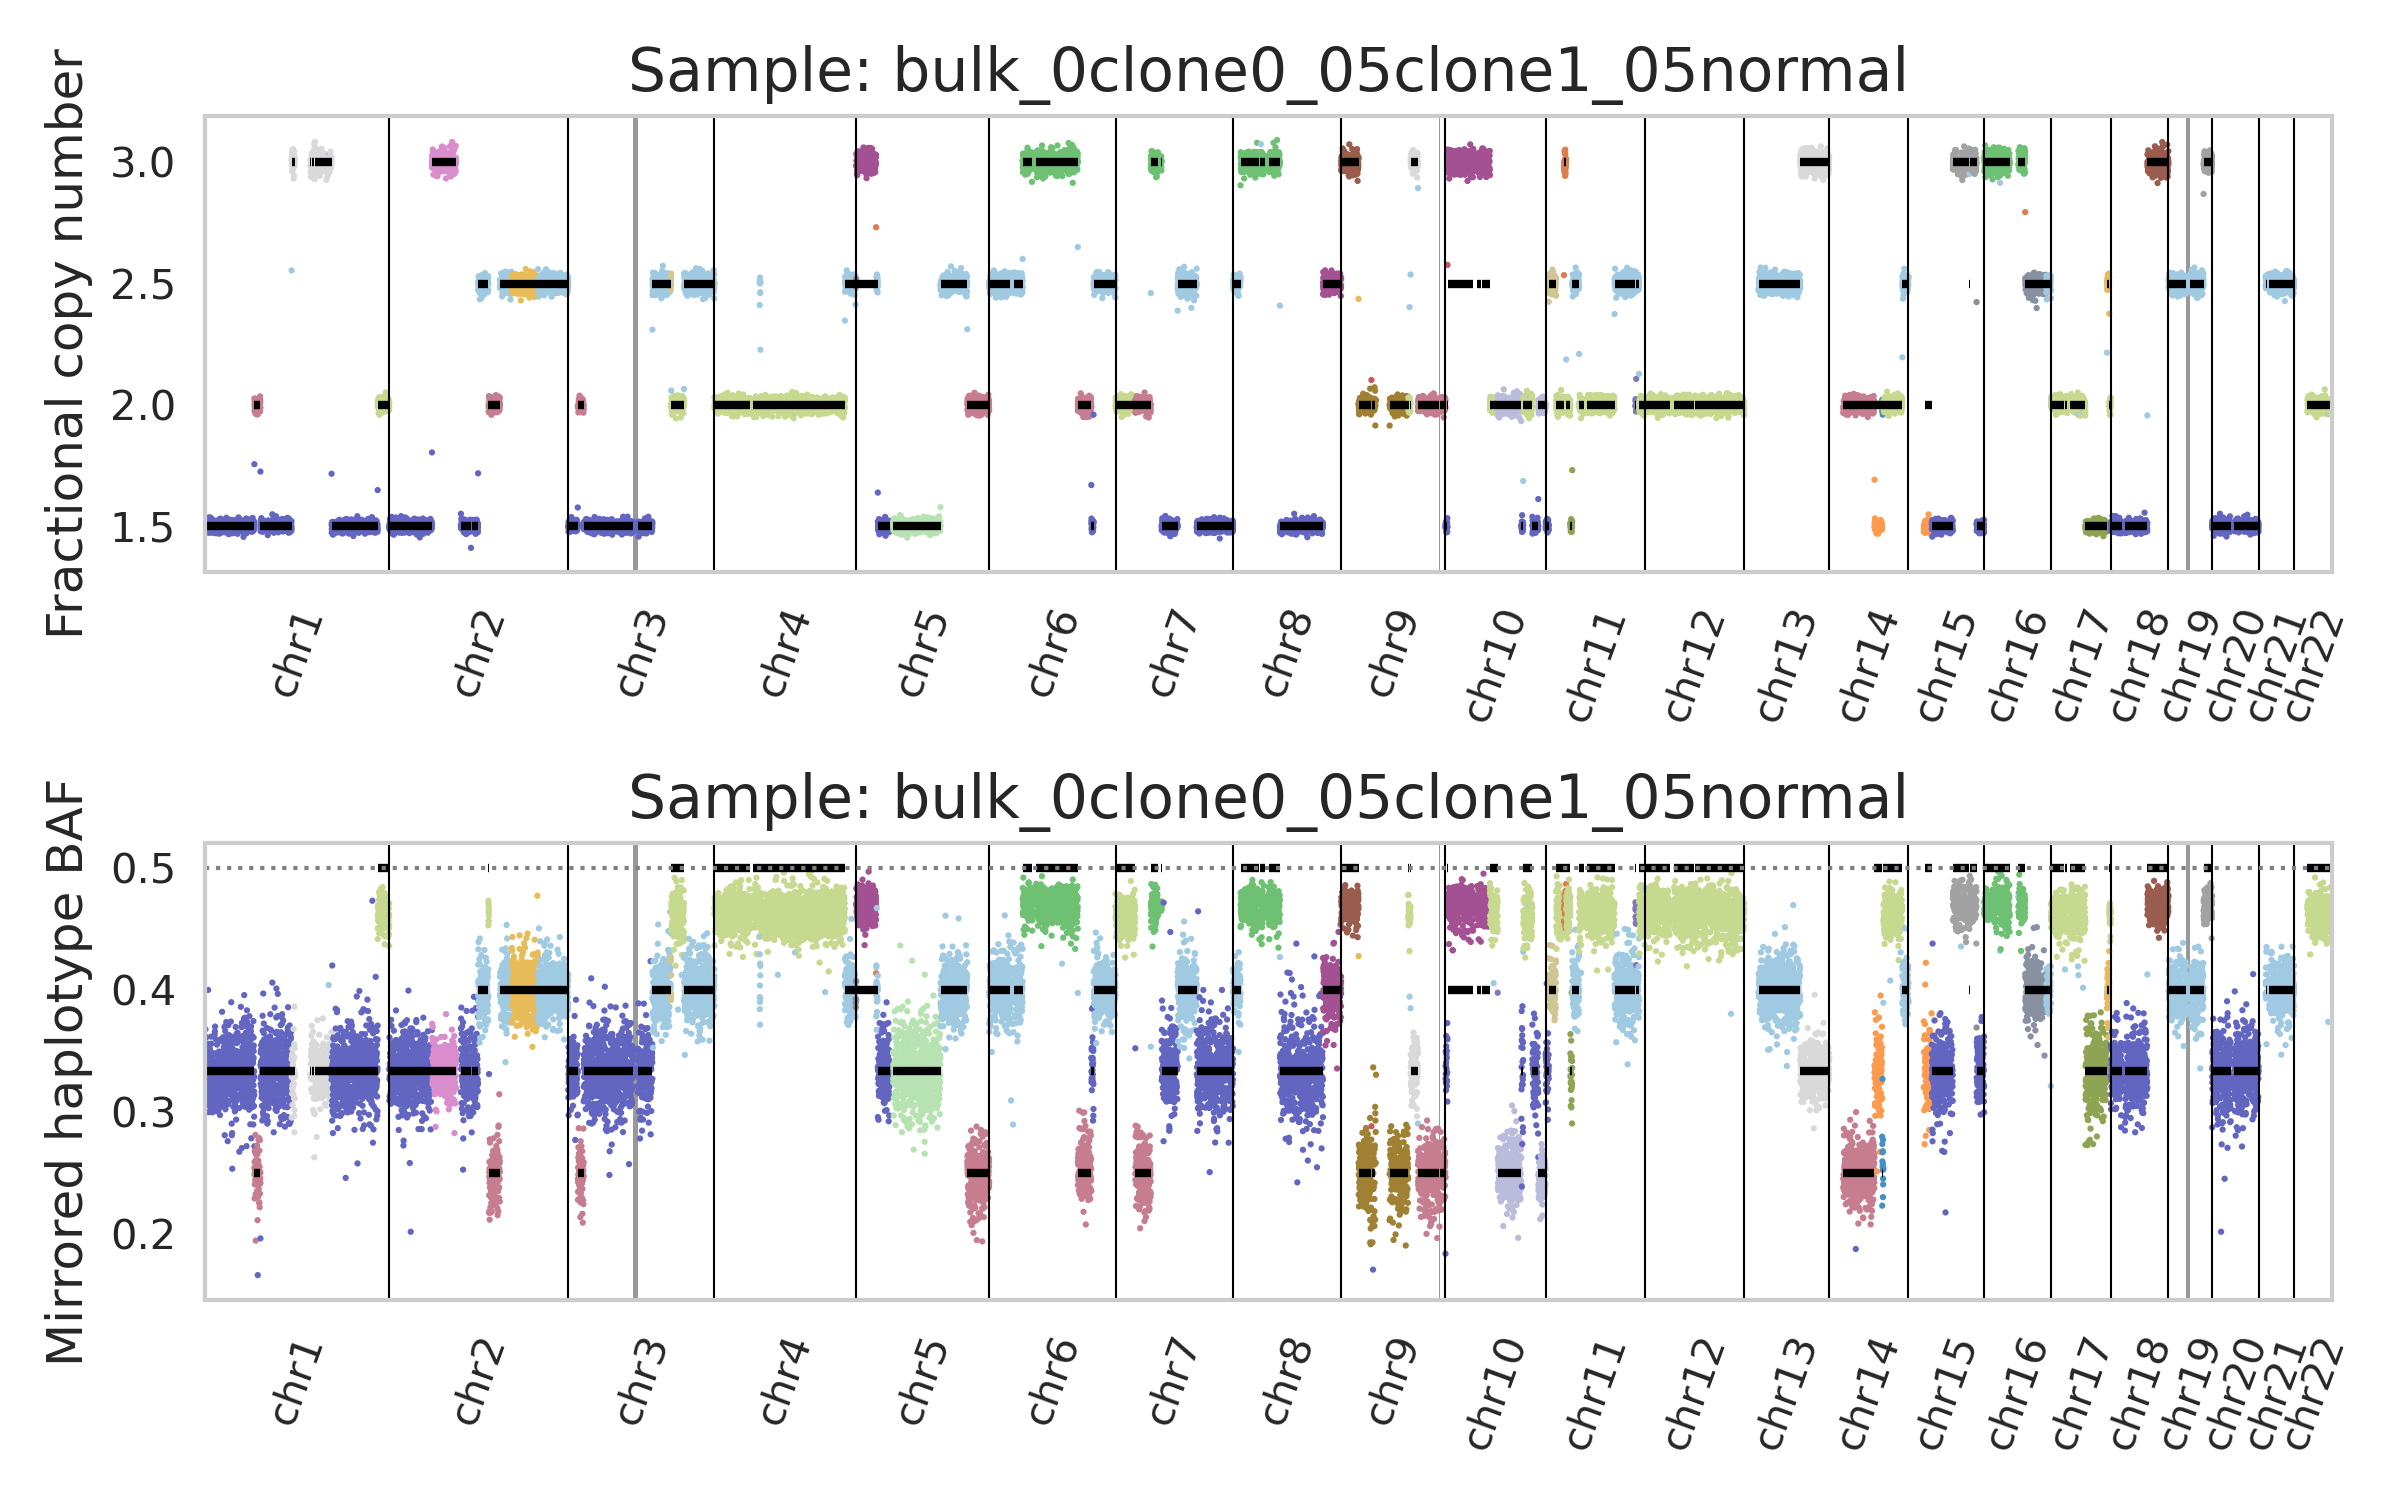 Sample: bulk_0clone0_05clone1_05normal
Fractional copy number
3.0
2.5
2.0
1.5
chr1
chr2
chr3
chr4
chr5
chr6
chr7
chr8
chr9
chr10
chr11
chr12
chr13
chr14
chr15
chr16
chr17
chr18
chr19
chr20
chr21
chr22
Sample: bulk_0clone0_05clone1_05normal
Mirrored haplotype BAF
0.5
0.4
0.3
0.2
chr1
chr2
chr3
chr4
chr5
chr6
chr7
chr8
chr9
chr10
chr11
chr12
chr13
chr14
chr15
chr16
chr17
chr18
chr19
chr20
chr21
chr22